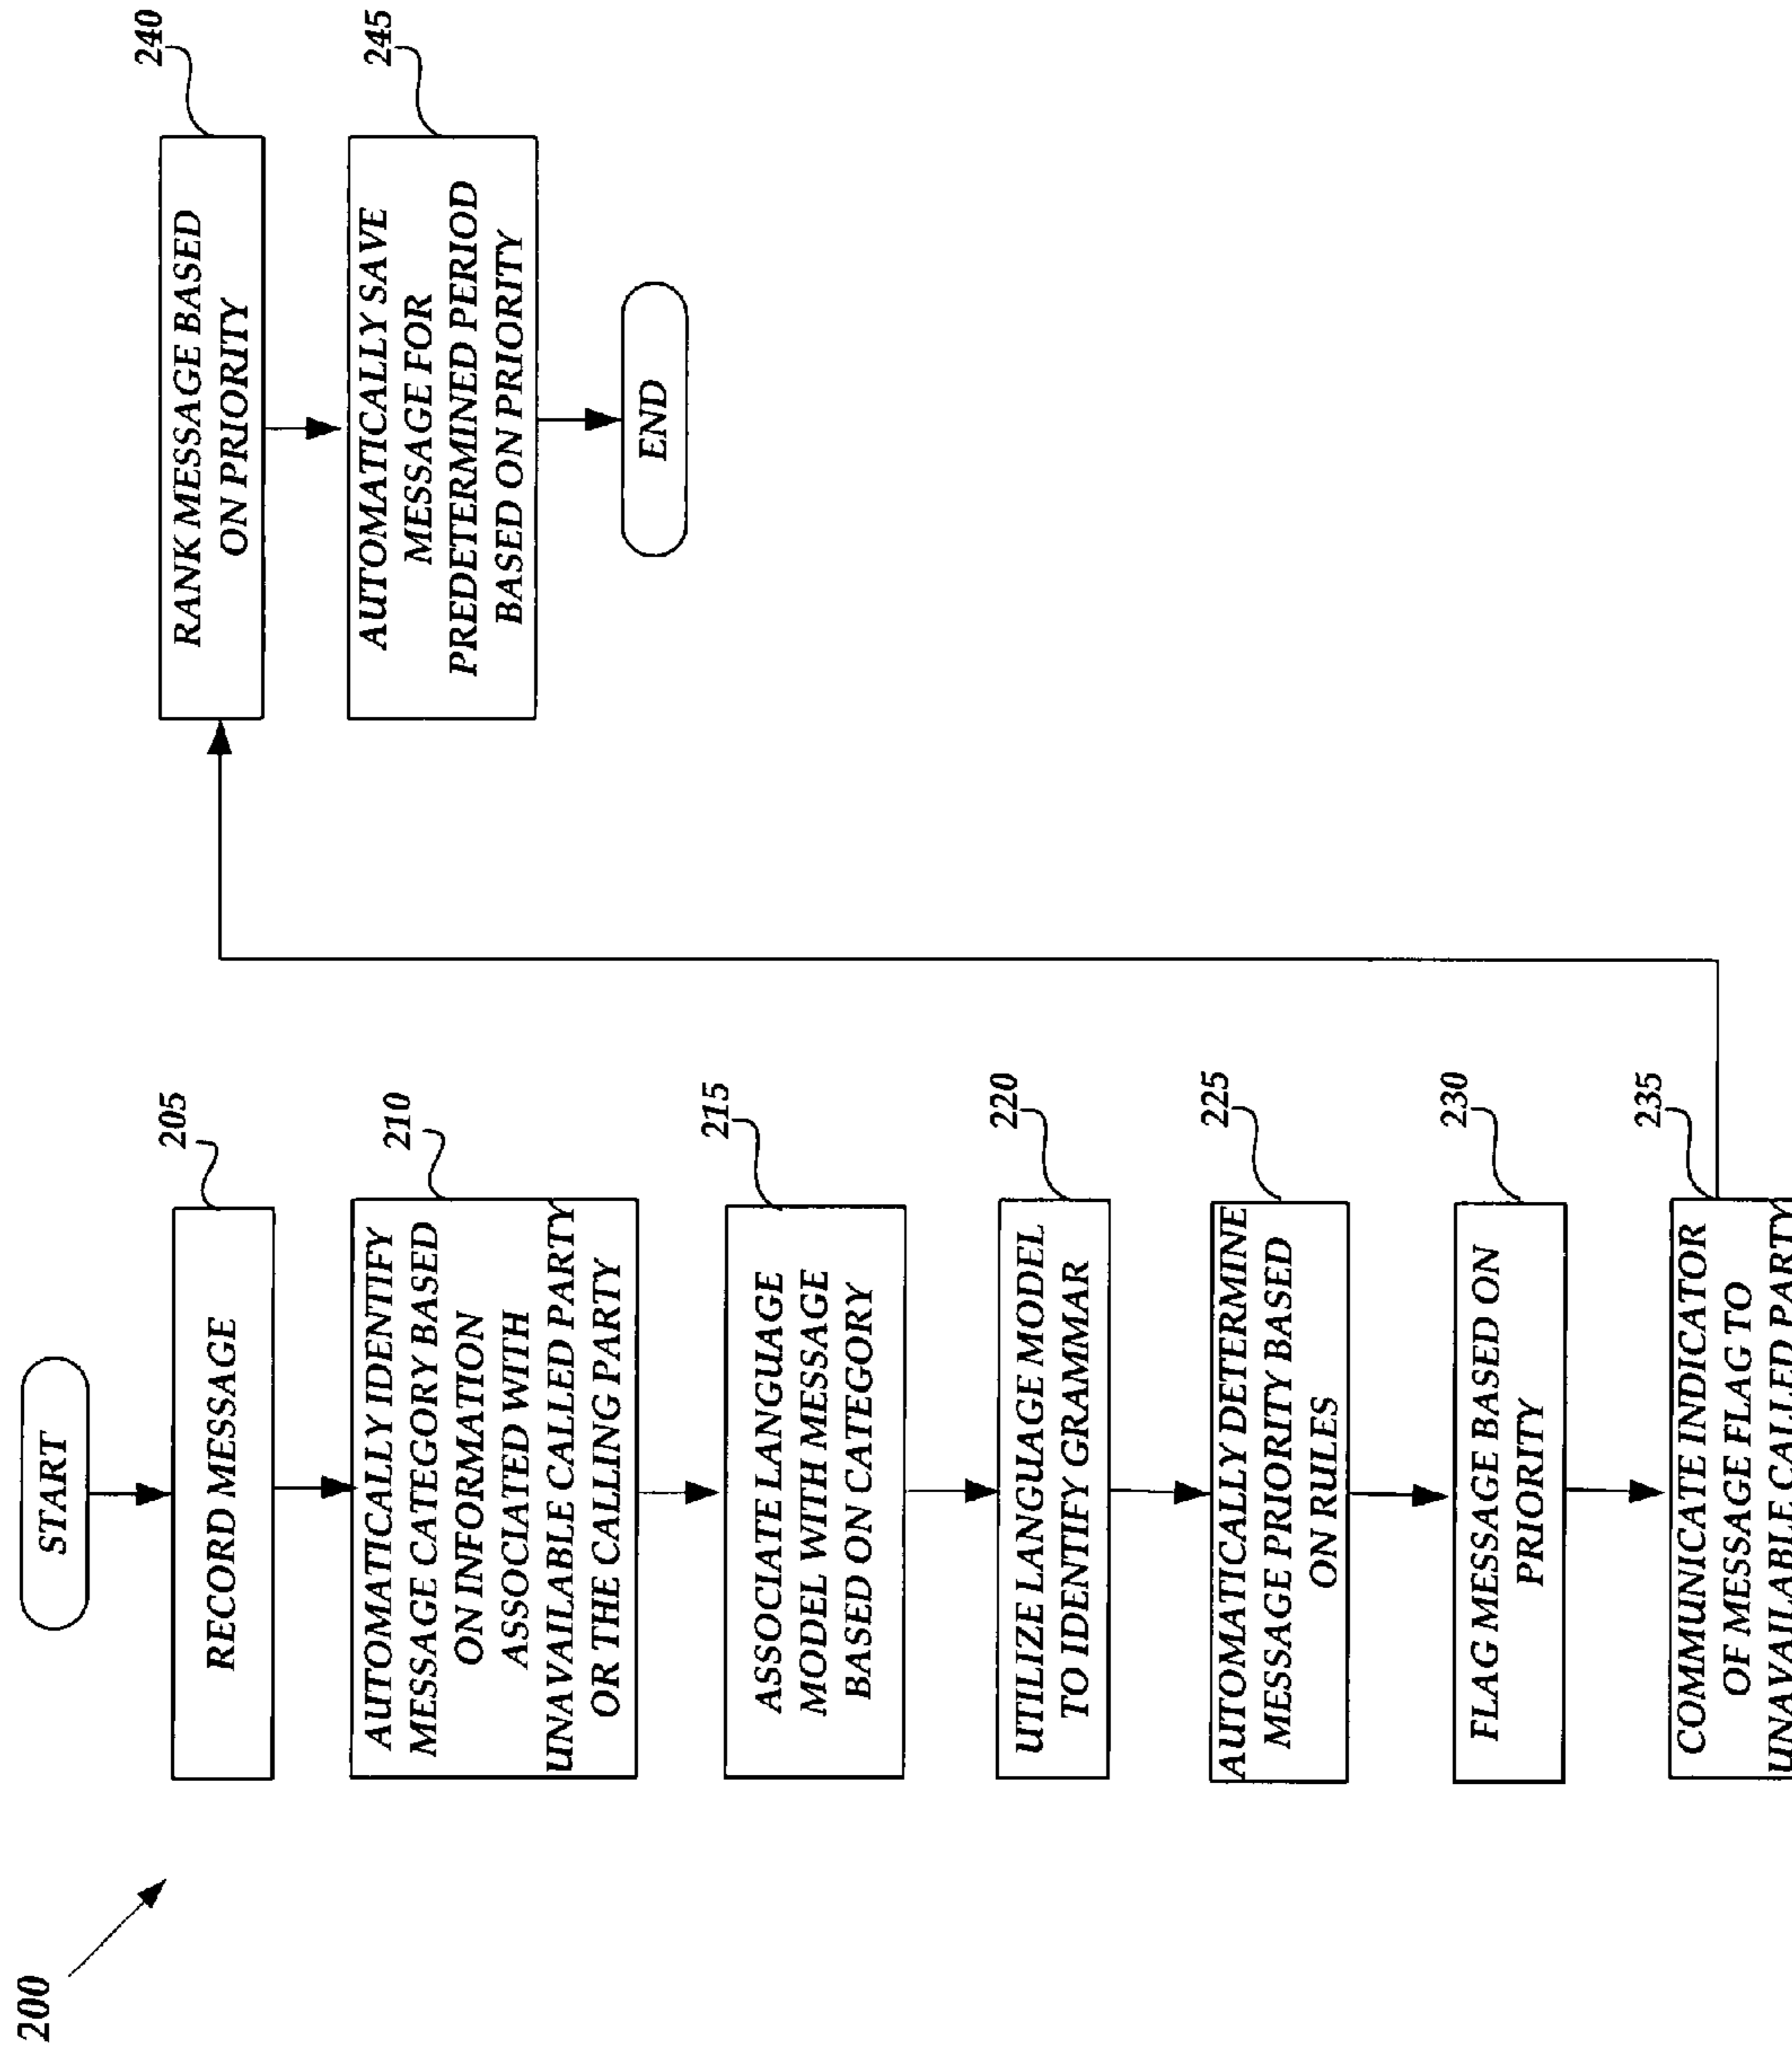 200
START
205
RECORD MESSAGE
210
AUTOMATICALLY IDENTIFY
MESSAGE CATEGORY BASED
ON INFORMATION
ASSOCIATED WITH
UNAVAILABLE CALLED PARTY
OR THE CALLING PARTY
215
ASSOCIATE LANGUAGE
MODEL WITH MESSAGE
BASED ON CATEGORY
220
UTILIZE LANGUAGE MODEL
TO IDENTIFY GRAMMAR
225
AUTOMATICALLY DETERMINE
MESSAGE PRIORITY BASED
ON RULES
230
FLAG MESSAGE BASED ON
PRIORITY
235
COMMUNICATE INDICATOR
OF MESSAGE FLAG TO
UNAVAILABLE CALLED PARTY
240
RANK MESSAGE BASED
ON PRIORITY
245
AUTOMATICALLY SAVE
MESSAGE FOR
PREDETERMINED PERIOD
BASED ON PRIORITY
END